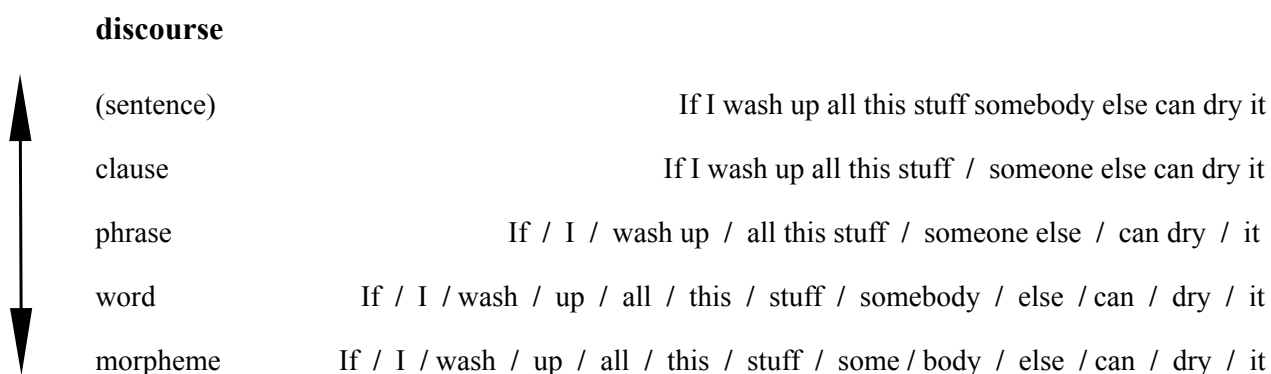 discourse
(sentence) If I wash up all this stuff somebody else can dry it
clause If I wash up all this stuff / someone else can dry it
phrase If / I / wash up / all this stuff / someone else / can dry / it
word If / I / wash / up / all / this / stuff / somebody / else / can / dry / it
morpheme If / I / wash / up / all / this / stuff / some / body / else / can / dry / it